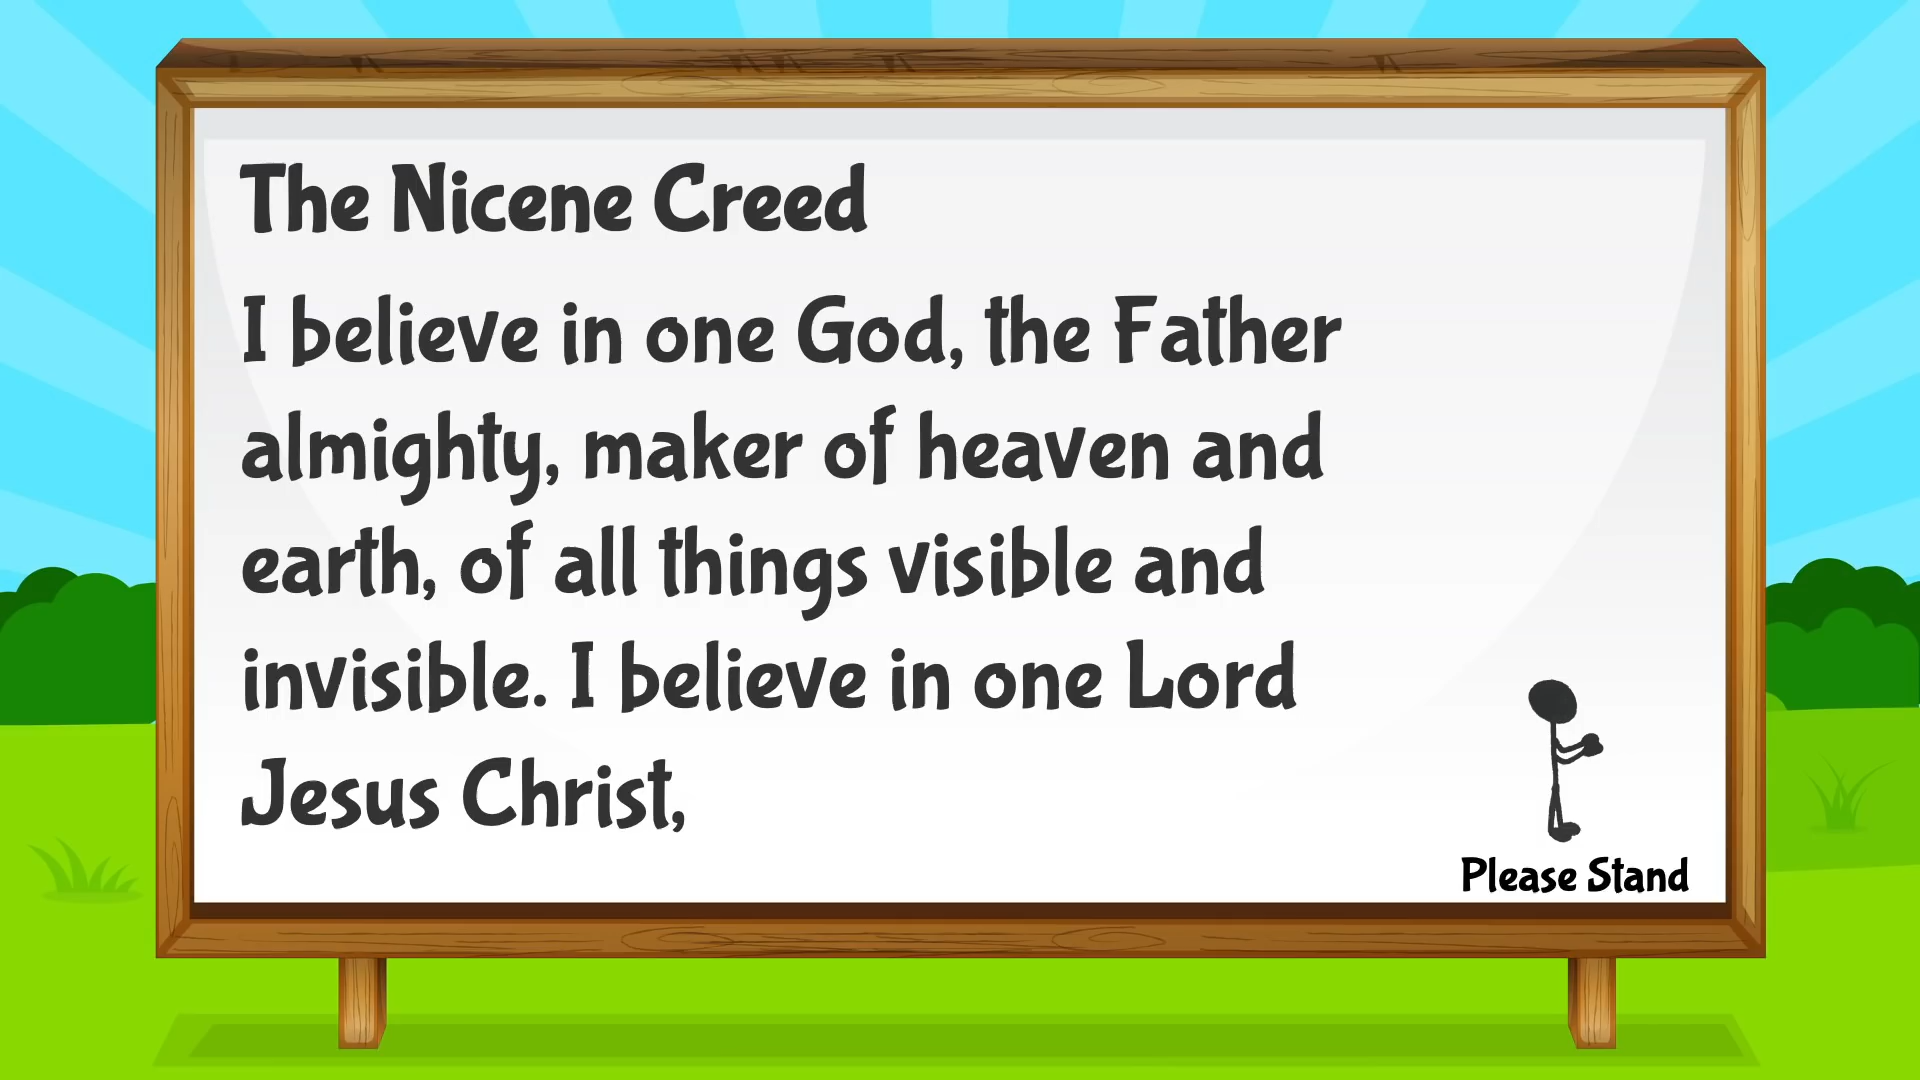 The Nicene Creed
I believe in one God, the Father
almighty, maker of heaven and
earth, of all things visible and
invisible. I believe in one Lord
Jesus Christ,
Please Stand